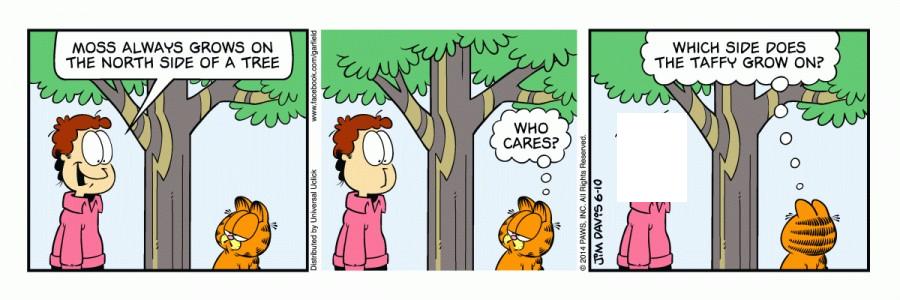 MOSS ALWAYS GROWS ON
THE NORTH SIDE OF A TREE
www.facebook.com/garfield
Distributed by Universal Uclick
WHO
CARES?
© 2014 PAWS, INC. All Rights Reserved.
JIM DAVIS 6-10
WHICH SIDE DOES
THE TAFFY GROW ON?